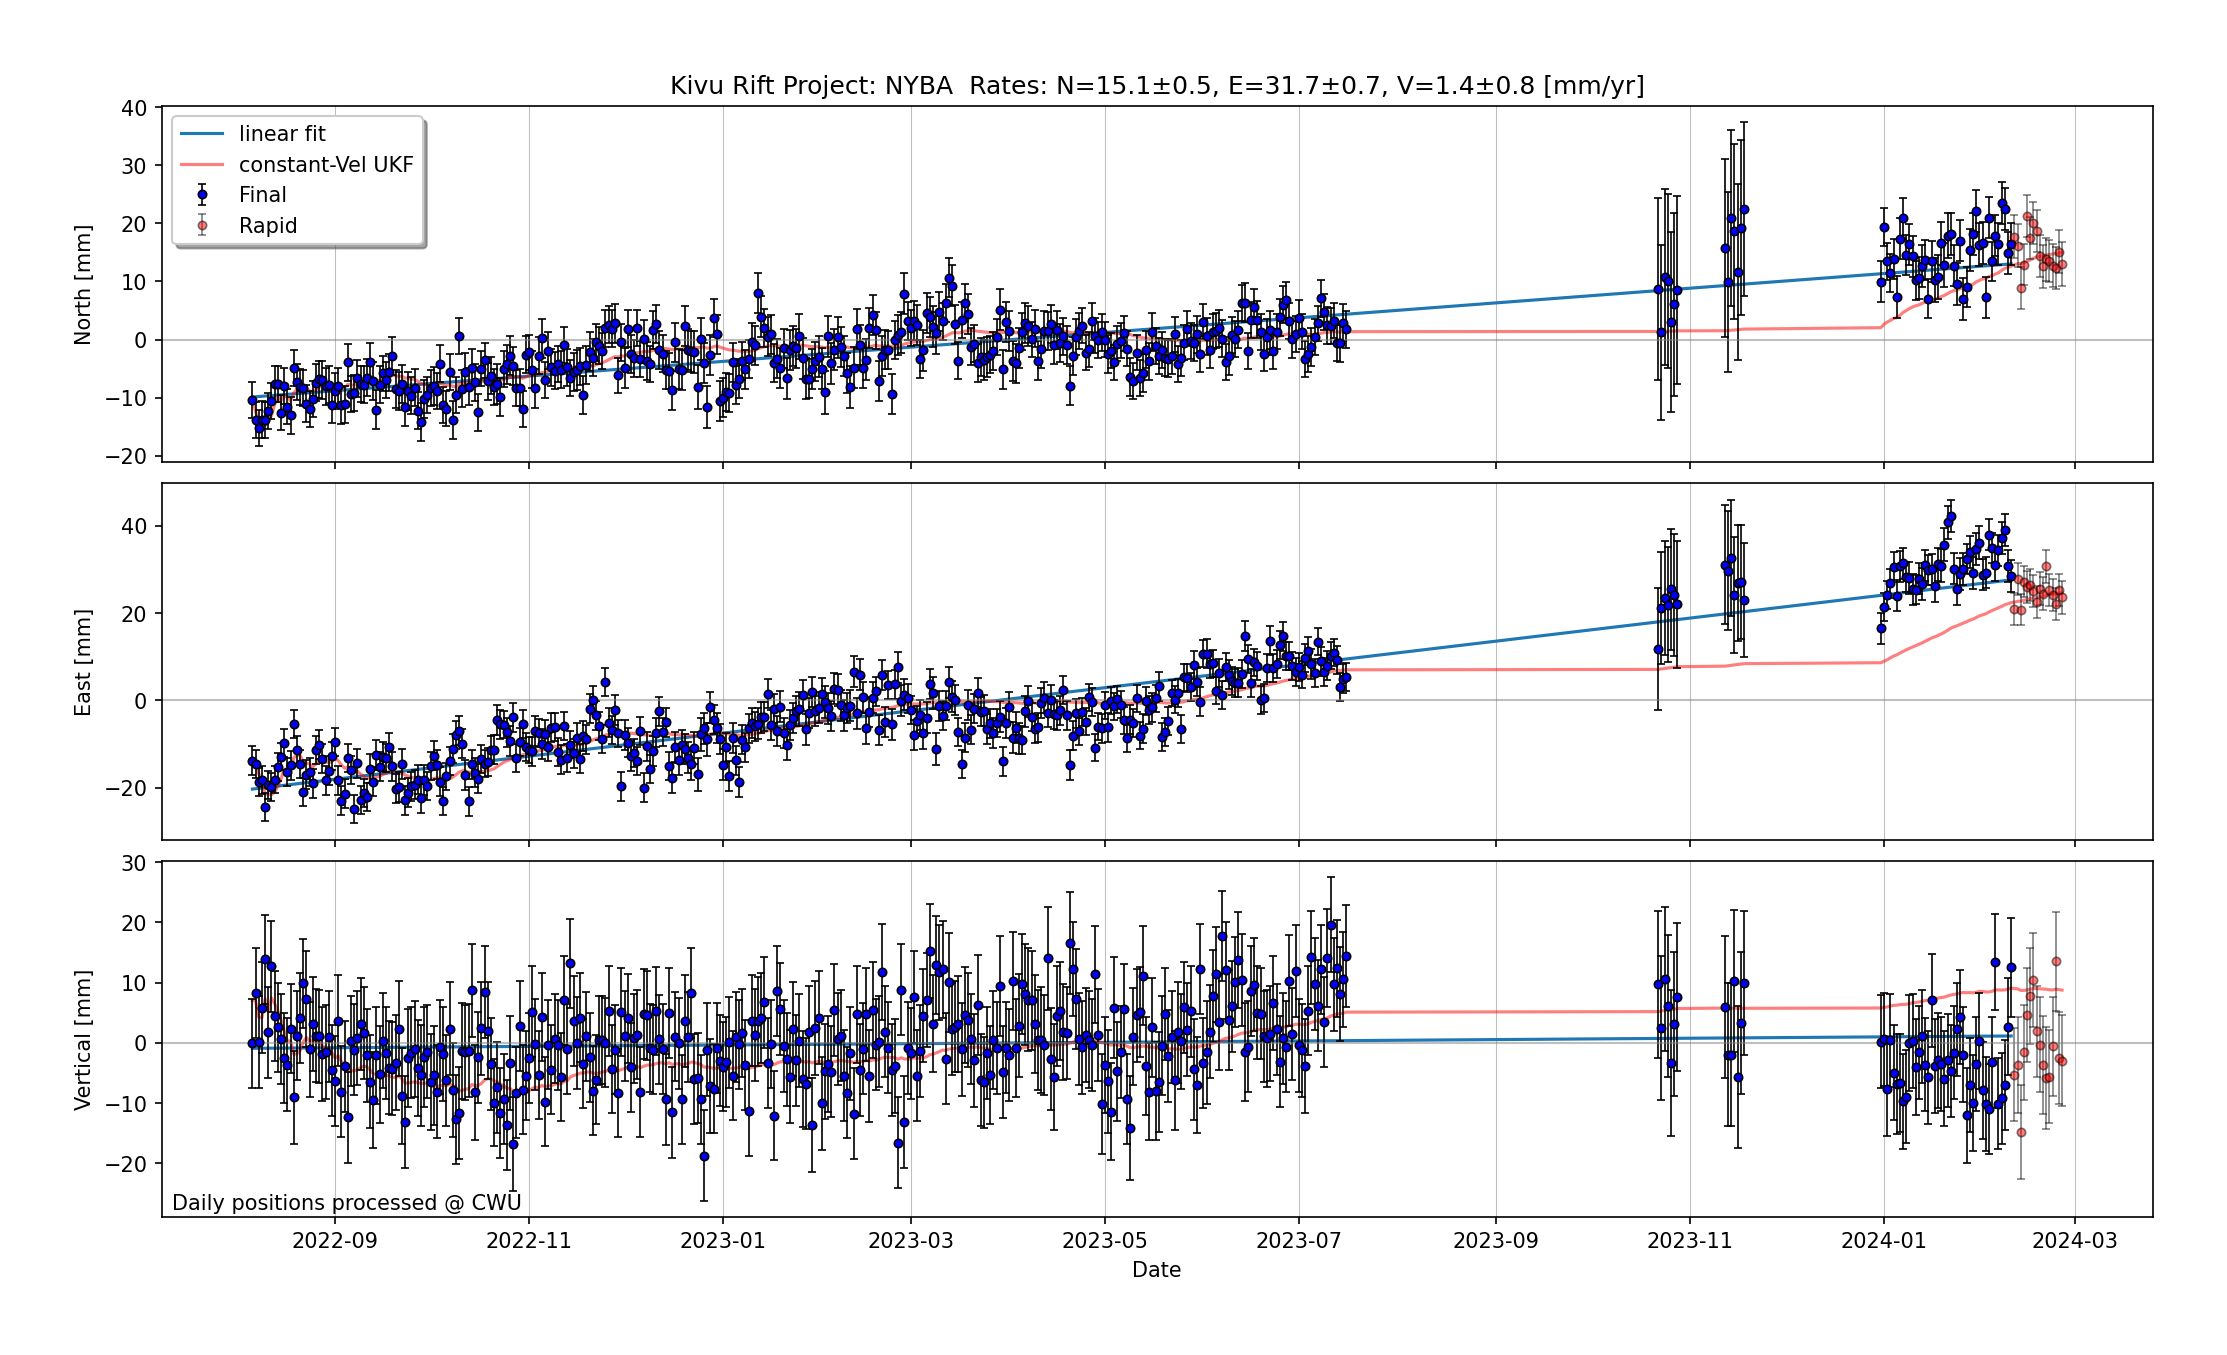 Kivu Rift Project: NYBA  Rates: N=15.1±0.5, E=31.7±0.7, V=1.4±0.8 [mm/yr]
40
30
20
10
0
−10
−20
North [mm]
linear fit
constant-Vel UKF
Final
Rapid
40
20
0
−20
East [mm]
30
20
10
0
−10
−20
Vertical [mm]
Daily positions processed @ CWU
2022-09 2022-11 2023-01 2023-03 2023-05 2023-07 2023-09 2023-11 2024-01 2024-03
Date